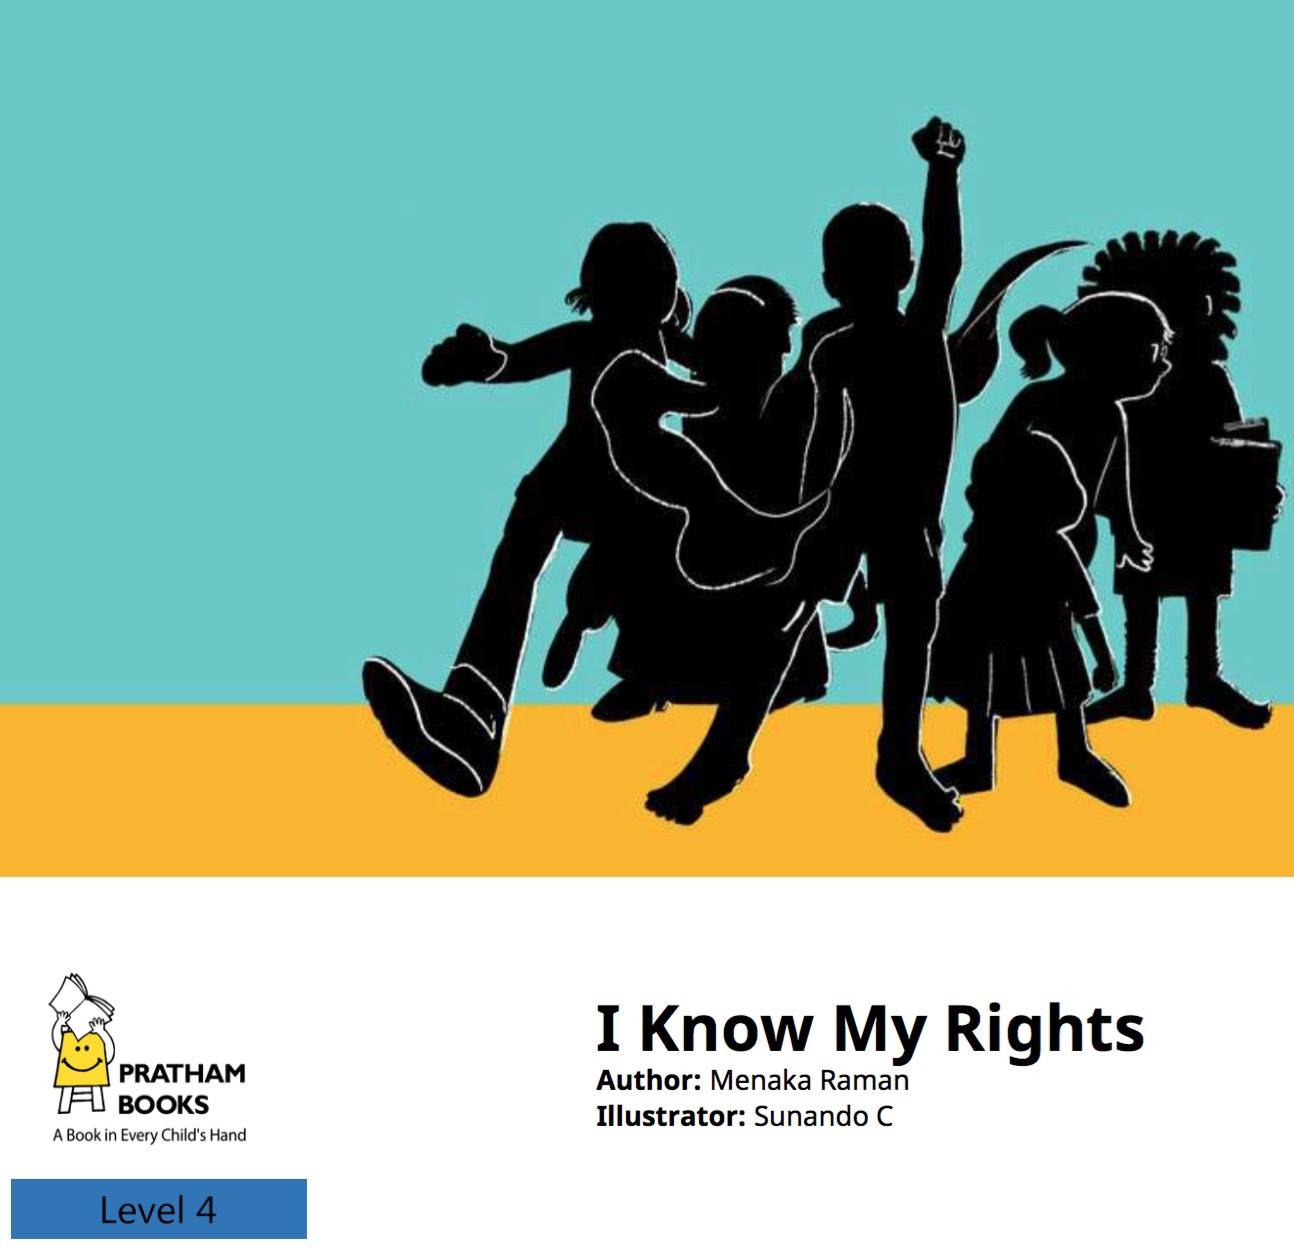 I Know My Rights
Author: Menaka Raman
Illustrator: Sunando C
PRATHAM
BOOKS
A Book in Every Child's Hand
Level 4